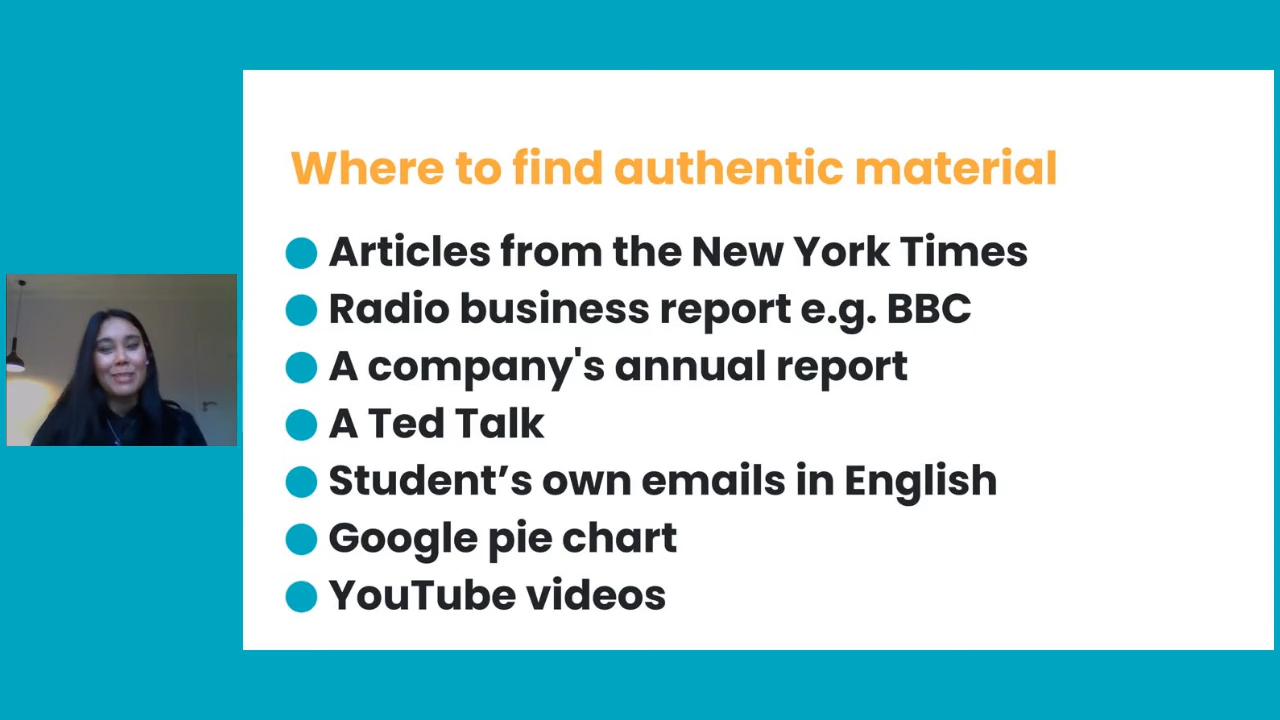 Where to find authentic material
Articles from the New York Times
Radio business report e.g. BBC
A company's annual report
A Ted Talk
Student’s own emails in English
Google pie chart
YouTube videos